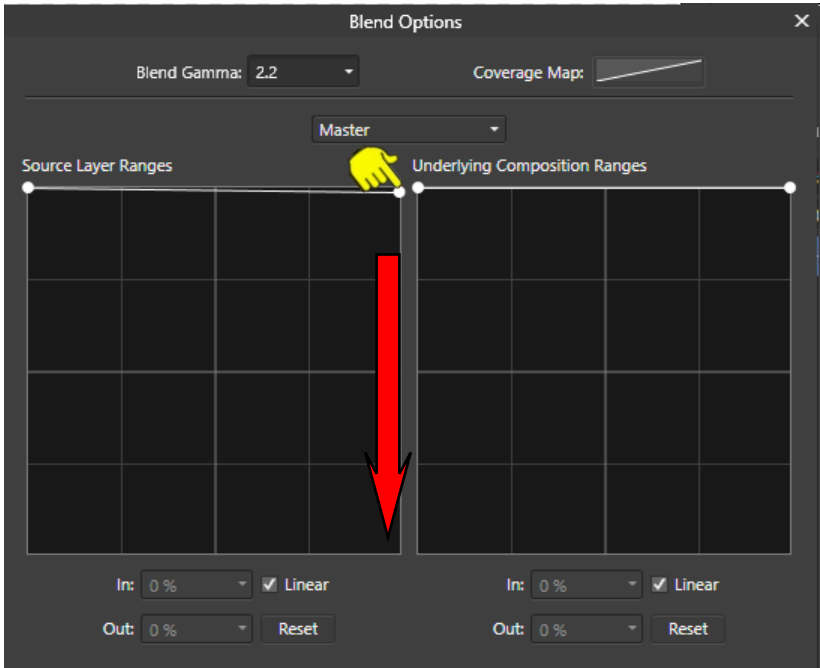 Blend Options
Blend Gamma: 2.2
Coverage Map:
Master
Source Layer Ranges
Underlying Composition Ranges
In: 0 %
Linear
In: 0 %
Linear
Out: 0 %
Reset
Out: 0 %
Reset